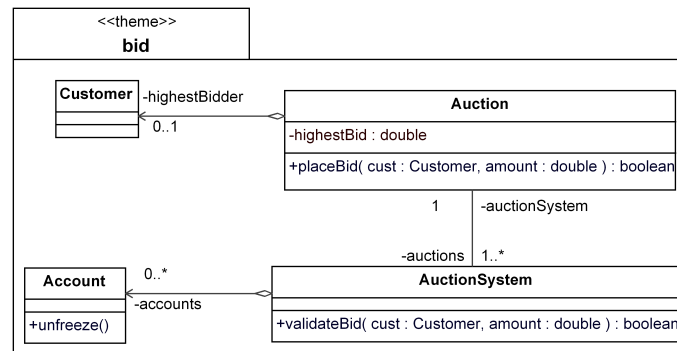 <<theme>>
bid
Customer
-highestBidder
0..1
Auction
-highestBid : double
+placeBid( cust : Customer, amount : double ) : boolean
1
-auctionSystem
-auctions
1..*
Account
+unfreeze()
0..*
-accounts
AuctionSystem
+validateBid( cust : Customer, amount : double ) : boolean